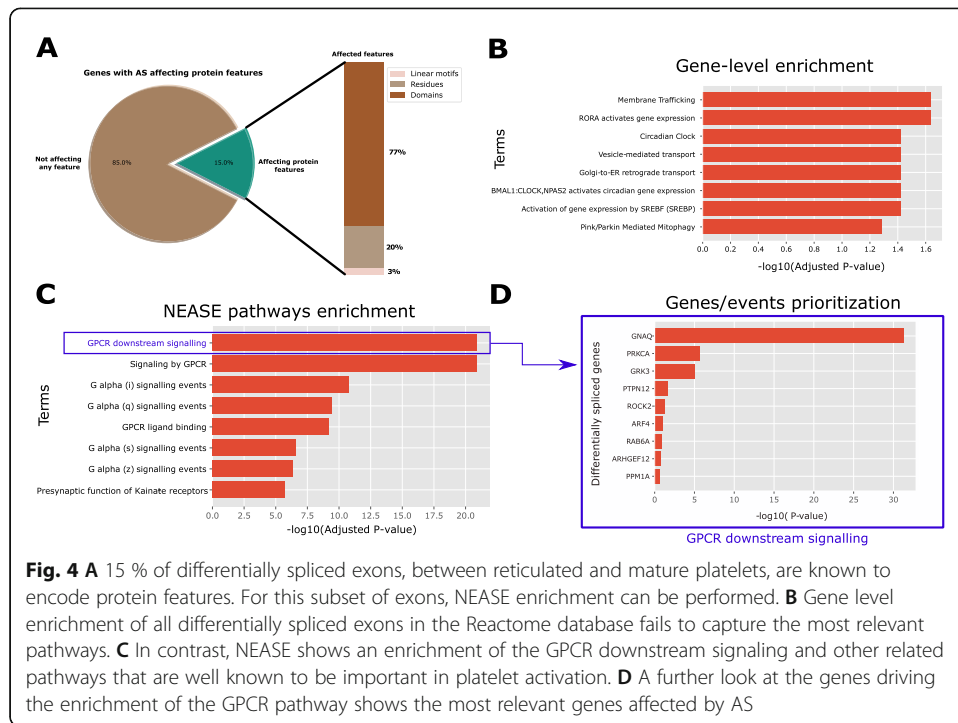 A
Genes with AS affecting protein features
Not affecting
any feature
85.0%
15.0%
Affecting protein
features
Affected features
Linear motifs
Residues
Domains
77%
20%
3%
B
Gene-level enrichment
Terms
Membrane Trafficking
RORA activates gene expression
Circadian Clock
Vesicle-mediated transport
Golgi-to-ER retrograde transport
BMAL1:CLOCK,NPAS2 activates circadian gene expression
Activation of gene expression by SREBF (SREBP)
Pink/Parkin Mediated Mitophagy
0.0 0.2 0.4 0.6 0.8 1.0 1.2 1.4 1.6
-log10(Adjusted P-value)
C
NEASE pathways enrichment
Terms
GPCR downstream signalling
Signaling by GPCR
G alpha (i) signalling events
G alpha (q) signalling events
GPCR ligand binding
G alpha (s) signalling events
G alpha (z) signalling events
Presynaptic function of Kainate receptors
0.0 2.5 5.0 7.5 10.0 12.5 15.0 17.5 20.0
-log10(Adjusted P-value)
D
Genes/events prioritization
Differentially spliced genes
GNAQ
PRKCA
GRK3
PTPN12
ROCK2
ARF4
RAB6A
ARHGEF12
PPM1A
0 5 10 15 20 25 30
-log10( P-value)
GPCR downstream signalling
Fig. 4 A 15 % of differentially spliced exons, between reticulated and mature platelets, are known to
encode protein features. For this subset of exons, NEASE enrichment can be performed. B Gene level
enrichment of all differentially spliced exons in the Reactome database fails to capture the most relevant
pathways. C In contrast, NEASE shows an enrichment of the GPCR downstream signaling and other related
pathways that are well known to be important in platelet activation. D A further look at the genes driving
the enrichment of the GPCR pathway shows the most relevant genes affected by AS